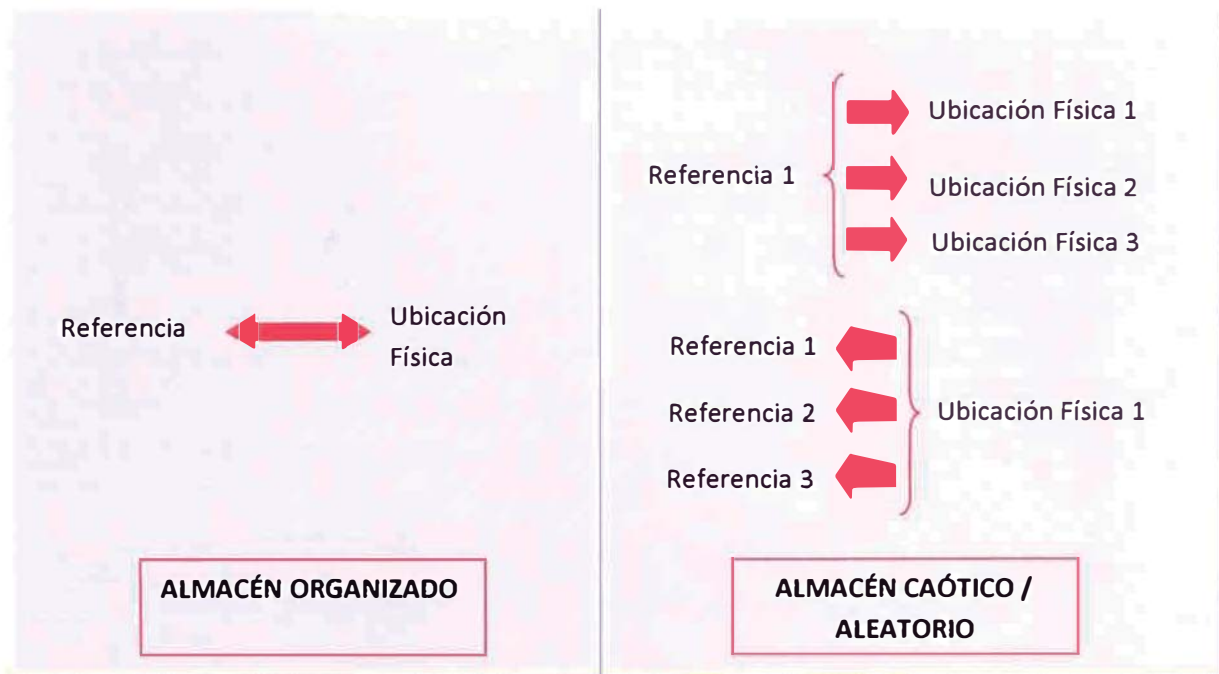 Referencia
Ubicación
Física
ALMACÉN ORGANIZADO
Referencia 1
Ubicación Física 1
Ubicación Física 2
Ubicación Física 3
Referencia 1
Referencia 2
Referencia 3
Ubicación Física 1
ALMACÉN CAÓTICO /
ALEATORIO